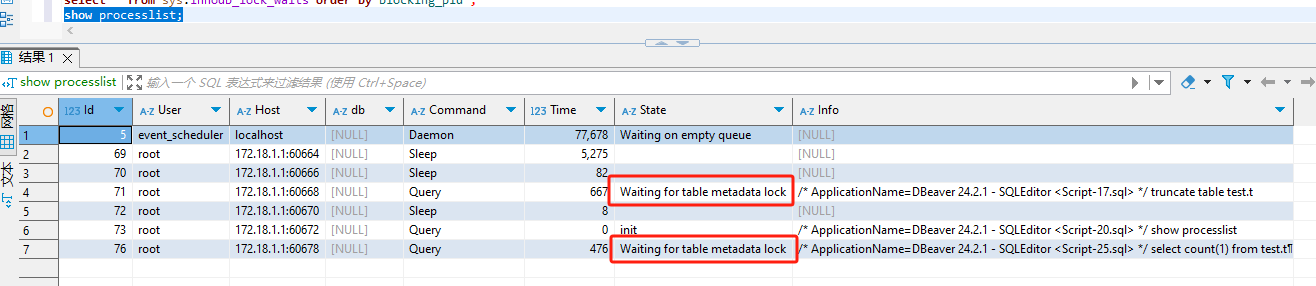 show processlist;
结果 1
show processlist 输入一个 SQL 表达式来过滤结果 (使用 Ctrl+Space)
网格
文本
123 Id A-Z User A-Z Host A-Z db A-Z Command 123 Time A-Z State A-Z Info
1 5 event_scheduler localhost [NULL] Daemon 77,678 Waiting on empty queue [NULL]
2 69 root 172.18.1.1:60664 [NULL] Sleep 5,275 [NULL]
3 70 root 172.18.1.1:60666 [NULL] Sleep 82 [NULL]
4 71 root 172.18.1.1:60668 [NULL] Query 667 Waiting for table metadata lock /* ApplicationName=DBeaver 24.2.1 - SQLEditor <Script-17.sql> */ truncate table test.t
5 72 root 172.18.1.1:60670 [NULL] Sleep 8 [NULL]
6 73 root 172.18.1.1:60672 [NULL] Query 0 init /* ApplicationName=DBeaver 24.2.1 - SQLEditor <Script-20.sql> */ show processlist
7 76 root 172.18.1.1:60678 [NULL] Query 476 Waiting for table metadata lock /* ApplicationName=DBeaver 24.2.1 - SQLEditor <Script-25.sql> */ select count(1) from test.t¶